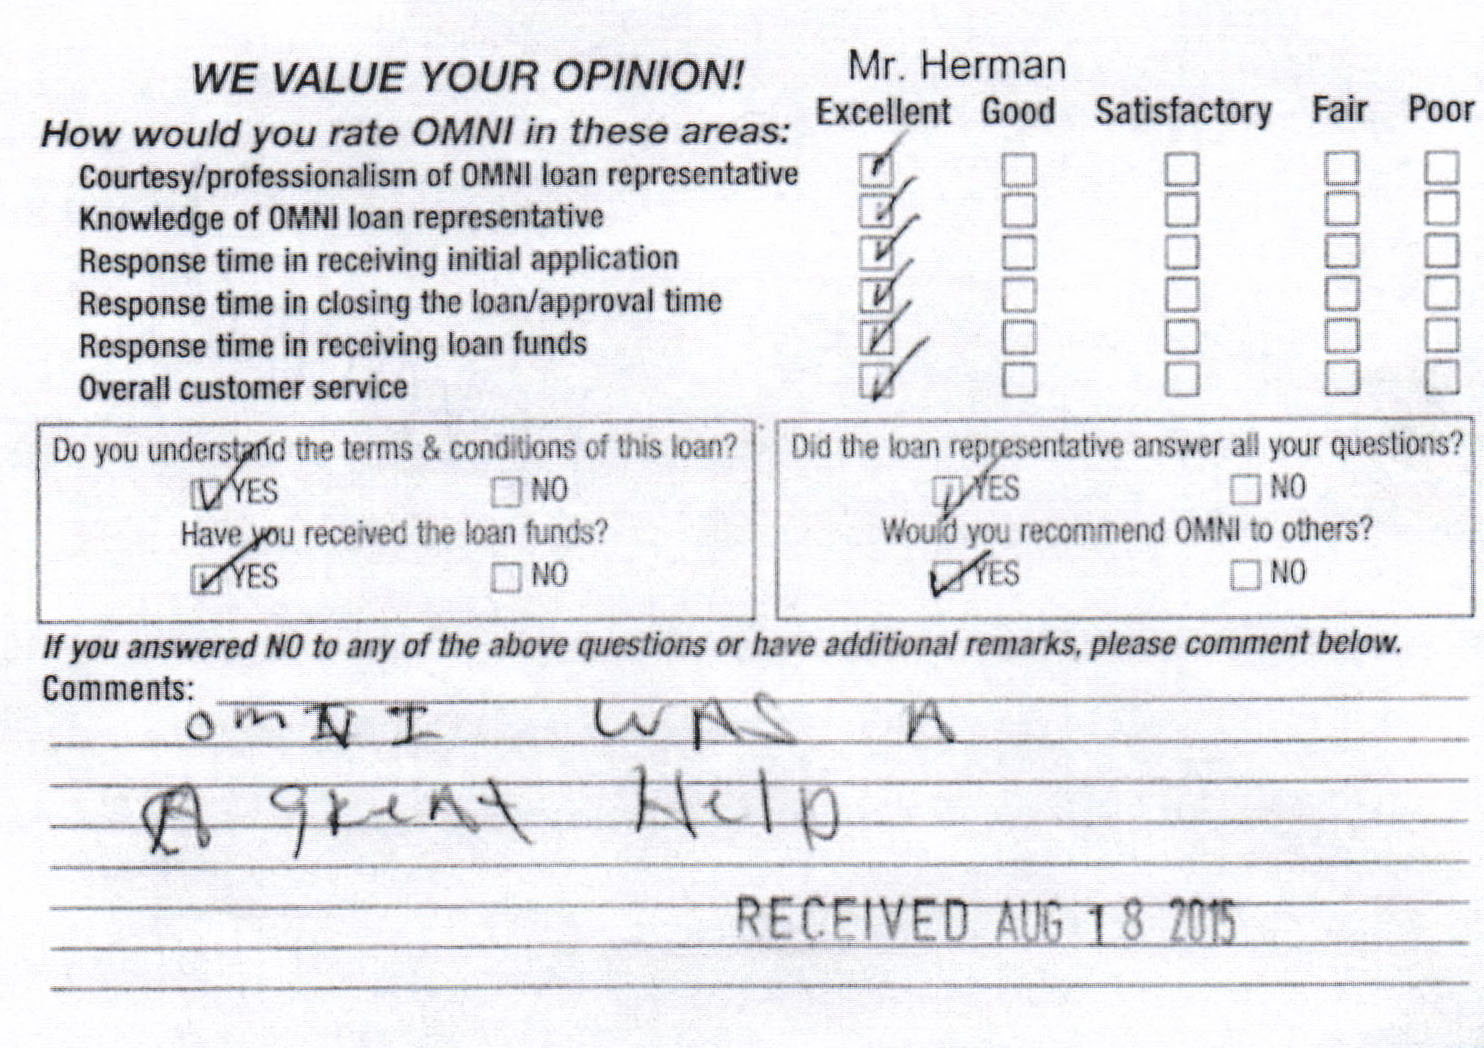 WE VALUE YOUR OPINION! Mr. Herman
How would you rate OMNI in these areas: Excellent Good Satisfactory Fair Poor
Courtesy/professionalism of OMNI loan representative
Knowledge of OMNI loan representative
Response time in receiving initial application
Response time in closing the loan/approval time
Response time in receiving loan funds
Overall customer service
Do you understand the terms & conditions of this loan?
YES NO
Have you received the loan funds?
YES NO
Did the loan representative answer all your questions?
YES NO
Would you recommend OMNI to others?
YES NO
If you answered NO to any of the above questions or have additional remarks, please comment below.
Comments:
OMNI WAS A
A great Help
RECEIVED AUG 18 2015